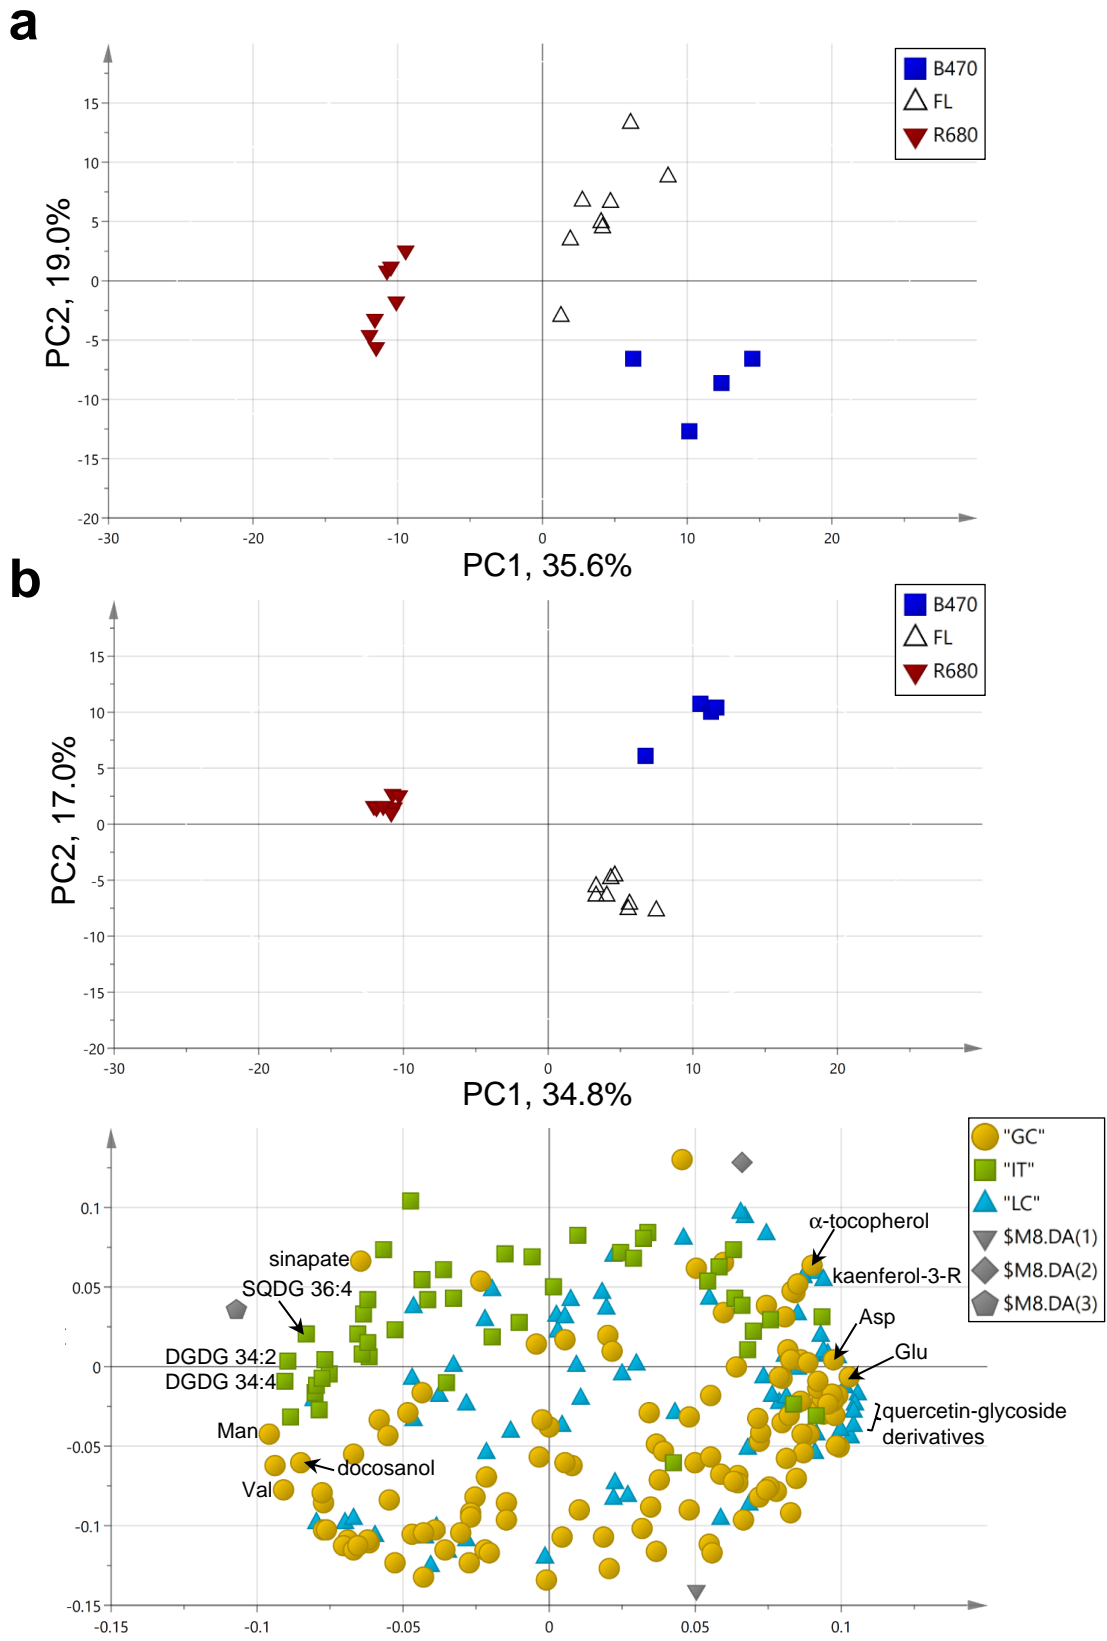 a
B470
FL
R680
15
10
5
0
-5
-10
-15
-20
PC2, 19.0%
-30
-20
-10
0
10
20
PC1, 35.6%
b
B470
FL
R680
15
10
5
0
-5
-10
-15
-20
PC2, 17.0%
-30
-20
-10
0
10
20
PC1, 34.8%
"GC"
"IT"
"LC"
$M8.DA(1)
$M8.DA(2)
$M8.DA(3)
0.1
0.05
0
-0.05
-0.1
-0.15
α-tocopherol
sinapate
kaenferol-3-R
SQDG 36:4
Asp
DGDG 34:2
Glu
DGDG 34:4
quercetin-glycoside
derivatives
Man
docosanol
Val
-0.15
-0.1
-0.05
0
0.05
0.1